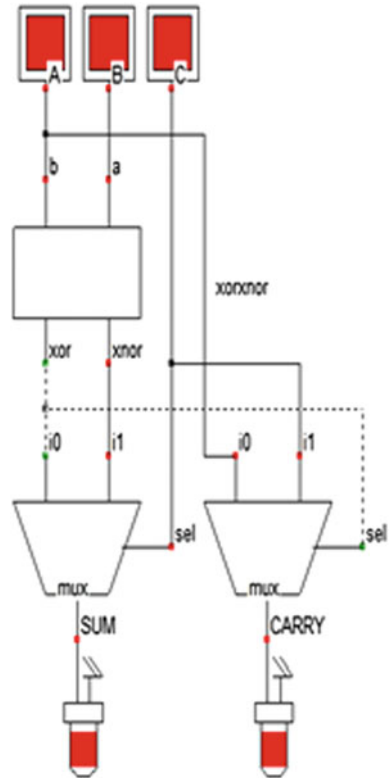 A B C
b a
xorxnor
xor xnor
i0 i1 i0 i1
sel sel
mux mux
SUM CARRY